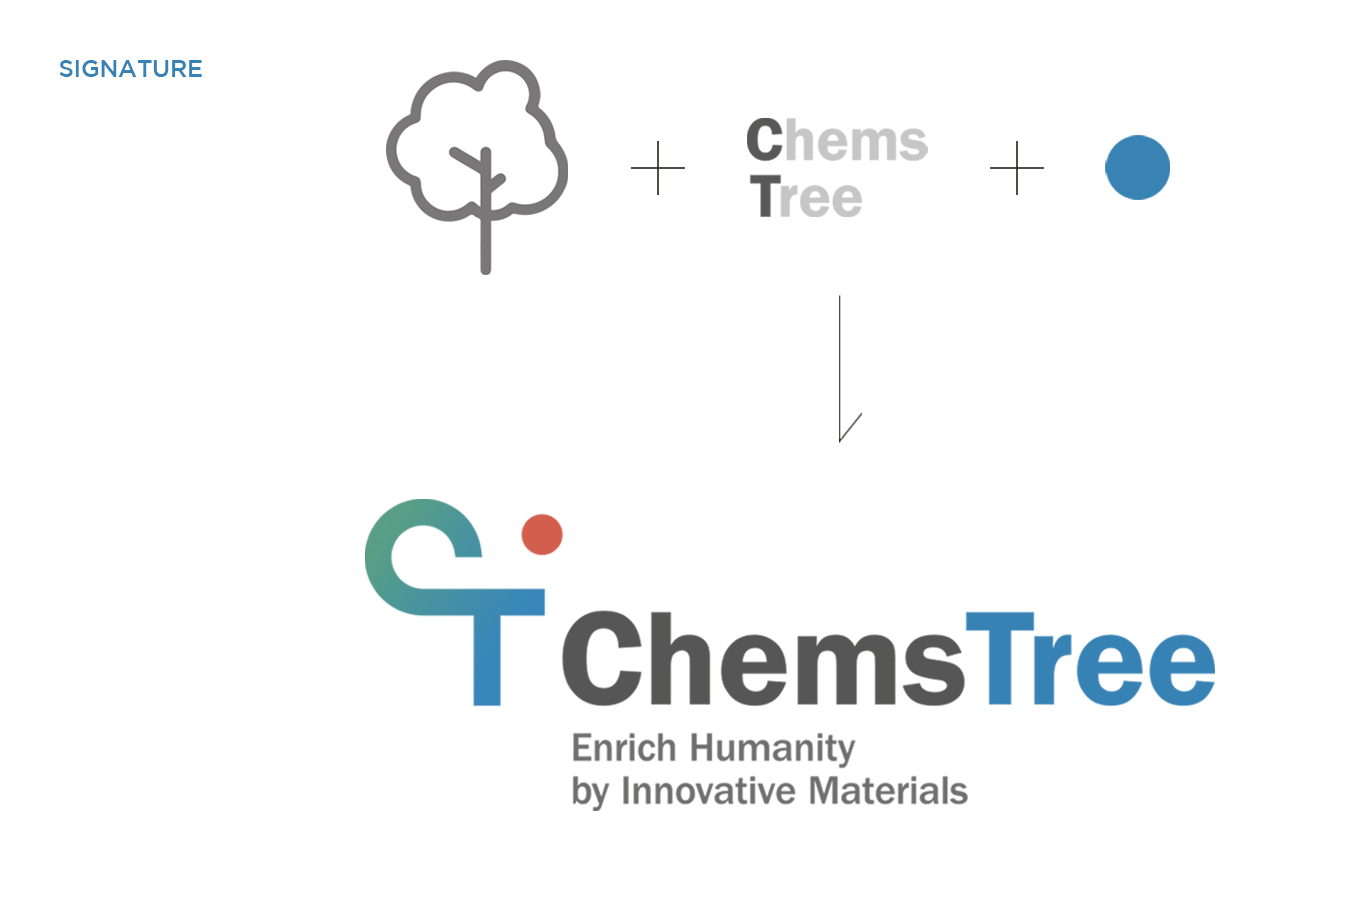 SIGNATURE
Chems
Tree
ChemsTree
Enrich Humanity
by Innovative Materials